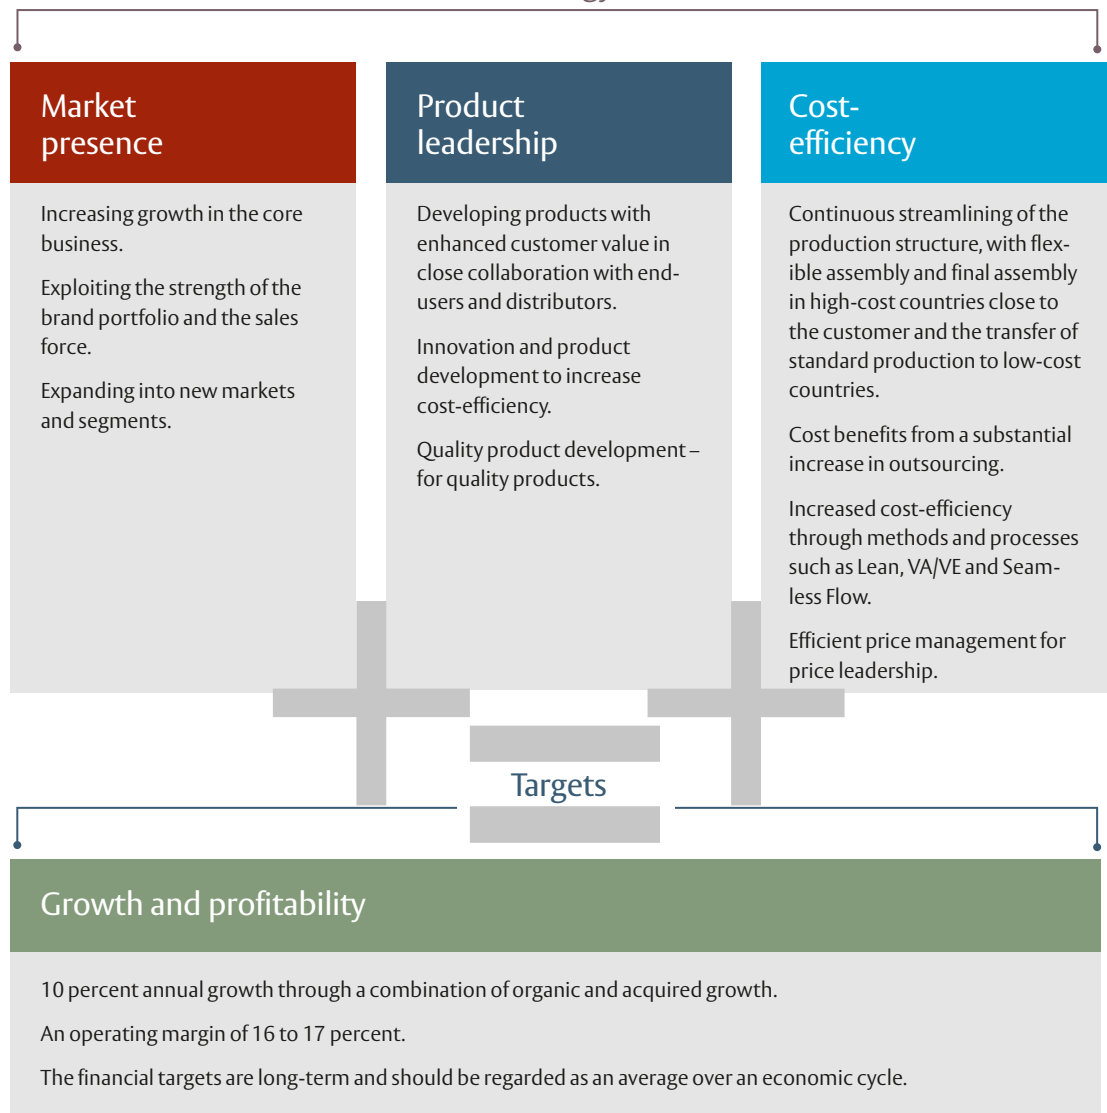 Market
presence
Increasing growth in the core
business.
Exploiting the strength of the
brand portfolio and the sales
force.
Expanding into new markets
and segments.
Product
leadership
Developing products with
enhanced customer value in
close collaboration with end-
users and distributors.
Innovation and product
development to increase
cost-efficiency.
Quality product development –
for quality products.
Cost-
efficiency
Continuous streamlining of the
production structure, with flex-
ible assembly and final assembly
in high-cost countries close to
the customer and the transfer of
standard production to low-cost
countries.
Cost benefits from a substantial
increase in outsourcing.
Increased cost-efficiency
through methods and processes
such as Lean, VA/VE and Seam-
less Flow.
Efficient price management for
price leadership.
Targets
Growth and profitability
10 percent annual growth through a combination of organic and acquired growth.
An operating margin of 16 to 17 percent.
The financial targets are long-term and should be regarded as an average over an economic cycle.